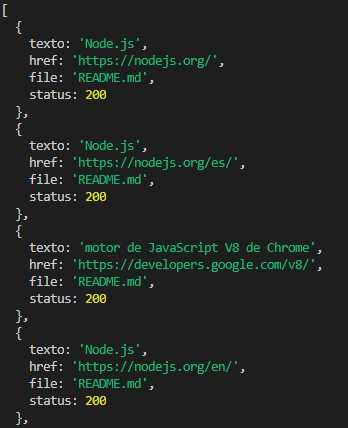 [
  {
    texto: 'Node.js',
    href: 'https://nodejs.org/',
    file: 'README.md',
    status: 200
  },
  {
    texto: 'Node.js',
    href: 'https://nodejs.org/es/',
    file: 'README.md',
    status: 200
  },
  {
    texto: 'motor de JavaScript V8 de Chrome',
    href: 'https://developers.google.com/v8/',
    file: 'README.md',
    status: 200
  },
  {
    texto: 'Node.js',
    href: 'https://nodejs.org/en/',
    file: 'README.md',
    status: 200
  },